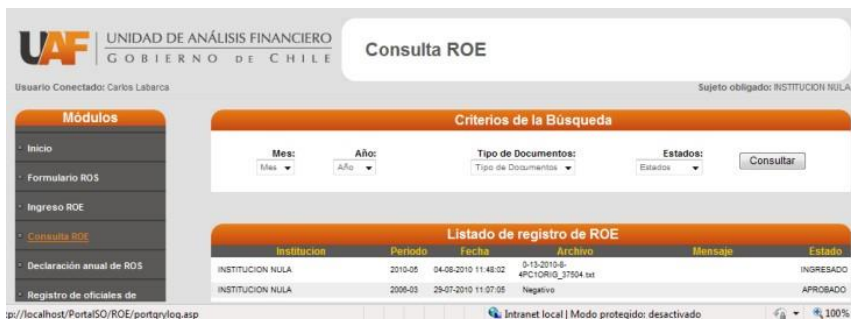 UAF
UNIDAD DE ANÁLISIS FINANCIERO
GOBIERNO DE CHILE
Consulta ROE
Usuario Conectado: Carlos Labarca
Sujeto obligado: INSTITUCION NULA
Módulos
Inicio
Formulario ROS
Ingreso ROE
Consulta ROE
Declaración anual de ROS
Registro de oficiales de
Criterios de la Búsqueda
Mes: Año: Tipo de Documentos: Estados:
Mes Año Tipo de Documentos Estados Consultar
Listado de registro de ROE
Institucion Periodo Fecha Archivo Mensaje Estado
INSTITUCION NULA 2010-05 04-08-2010 11:48:02 0-13-2010-8-4PC1ORIG_37504.txt INGRESADO
INSTITUCION NULA 2006-03 29-07-2010 11:07:05 Negativo APROBADO
:p://localhost/PortalSO/ROE/portqrylog.asp Intranet local | Modo protegido: desactivado 100%